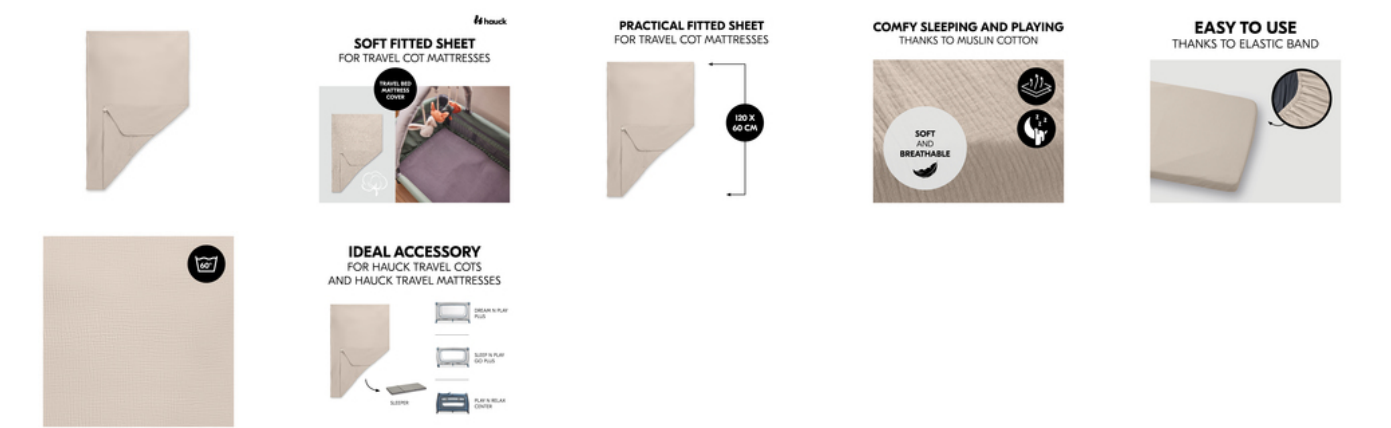 hauck
SOFT FITTED SHEET
FOR TRAVEL COT MATTRESSES
TRAVEL BED
MATTRESS
COVER
PRACTICAL FITTED SHEET
FOR TRAVEL COT MATTRESSES
120 X
60 CM
COMFY SLEEPING AND PLAYING
THANKS TO MUSLIN COTTON
SOFT
AND
BREATHABLE
z z z
EASY TO USE
THANKS TO ELASTIC BAND
60°
IDEAL ACCESSORY
FOR HAUCK TRAVEL COTS
AND HAUCK TRAVEL MATTRESSES
DREAM N PLAY
PLUS
SLEEP N PLAY
GO PLUS
SLEEPER
PLAY N RELAX
CENTER